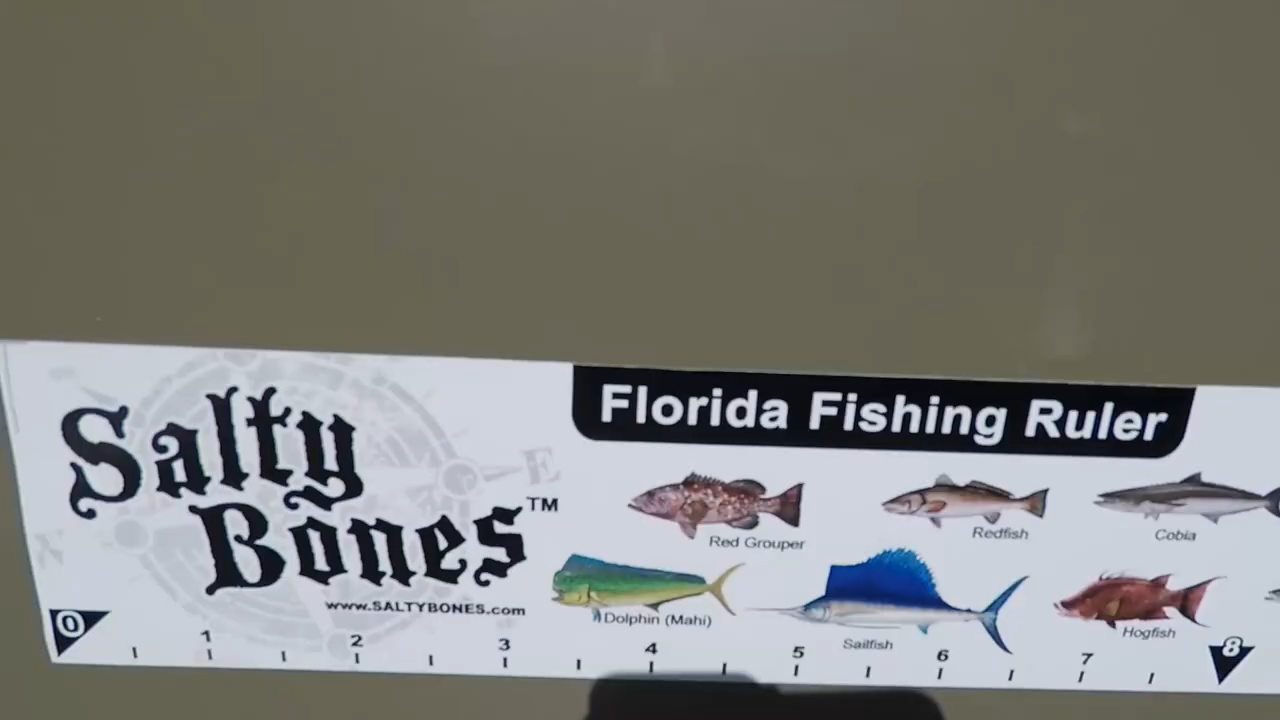 Salty
Bones™
www.SALTYBONES.com
Florida Fishing Ruler
Red Grouper
Redfish
Cobia
Dolphin (Mahi)
Sailfish
Hogfish
0 1 2 3 4 5 6 7 8
E